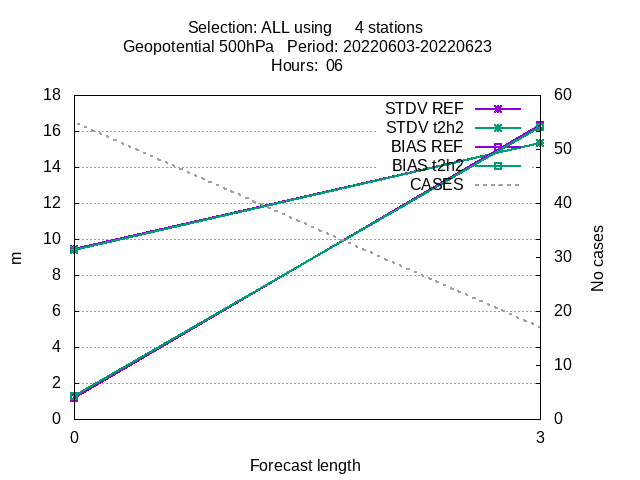 Selection: ALL using     4 stations
Geopotential 500hPa   Period: 20220603-20220623
Hours:  06
18
16
14
12
10
8
6
4
2
0
60
50
40
30
20
10
0
STDV REF
STDV t2h2
BIAS REF
BIAS t2h2
CASES
m
No cases
0
3
Forecast length